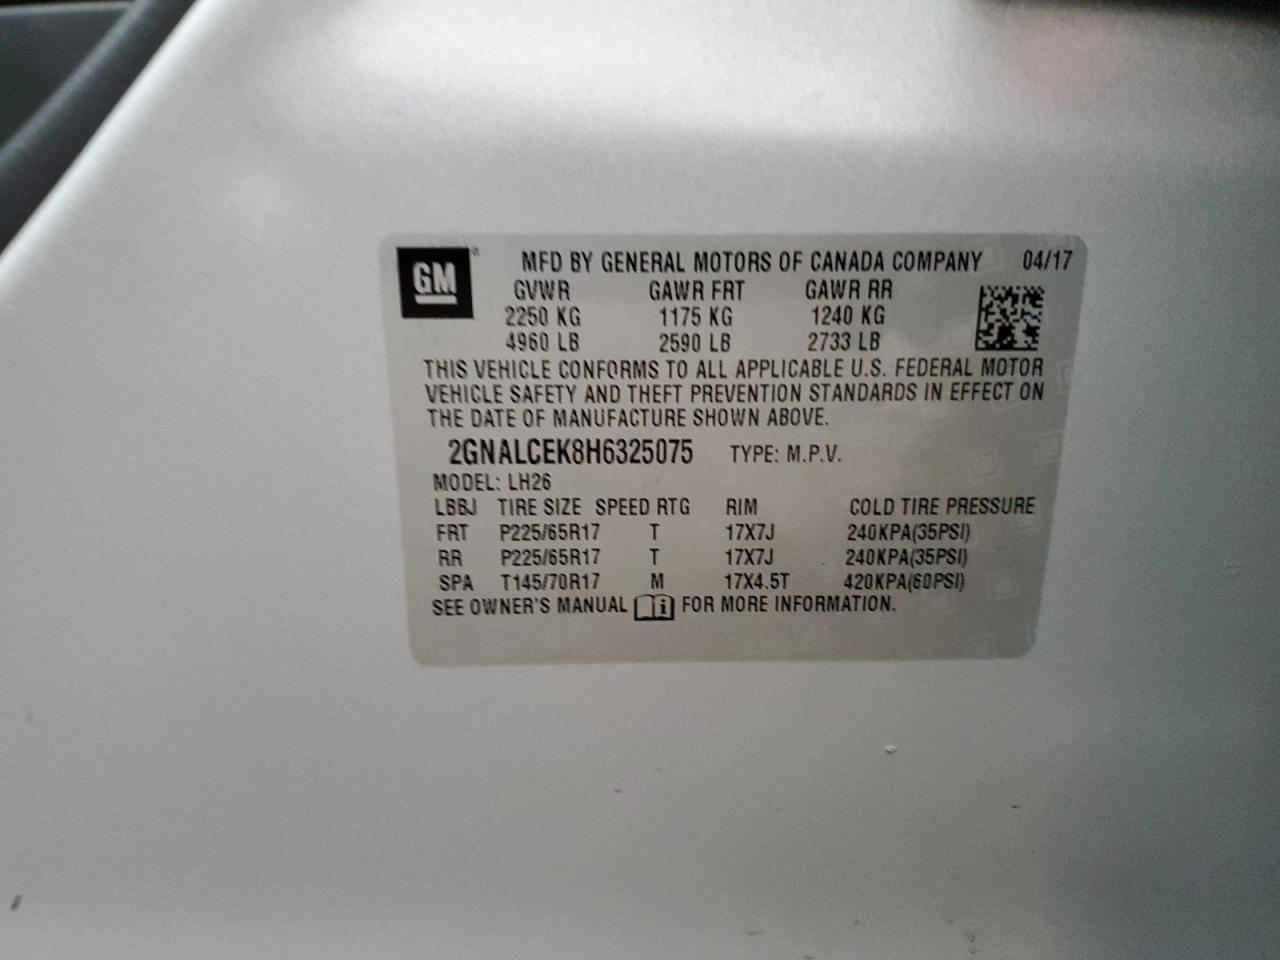 GM ® MFD BY GENERAL MOTORS OF CANADA COMPANY 04/17
GVWR GAWR FRT GAWR RR
2250 KG 1175 KG 1240 KG
4960 LB 2590 LB 2733 LB
THIS VEHICLE CONFORMS TO ALL APPLICABLE U.S. FEDERAL MOTOR
VEHICLE SAFETY AND THEFT PREVENTION STANDARDS IN EFFECT ON
THE DATE OF MANUFACTURE SHOWN ABOVE.
2GNALCEK8H6325075 TYPE: M.P.V.
MODEL: LH26
LBBJ TIRE SIZE SPEED RTG RIM COLD TIRE PRESSURE
FRT P225/65R17 T 17X7J 240KPA(35PSI)
RR P225/65R17 T 17X7J 240KPA(35PSI)
SPA T145/70R17 M 17X4.5T 420KPA(60PSI)
SEE OWNER'S MANUAL i FOR MORE INFORMATION.